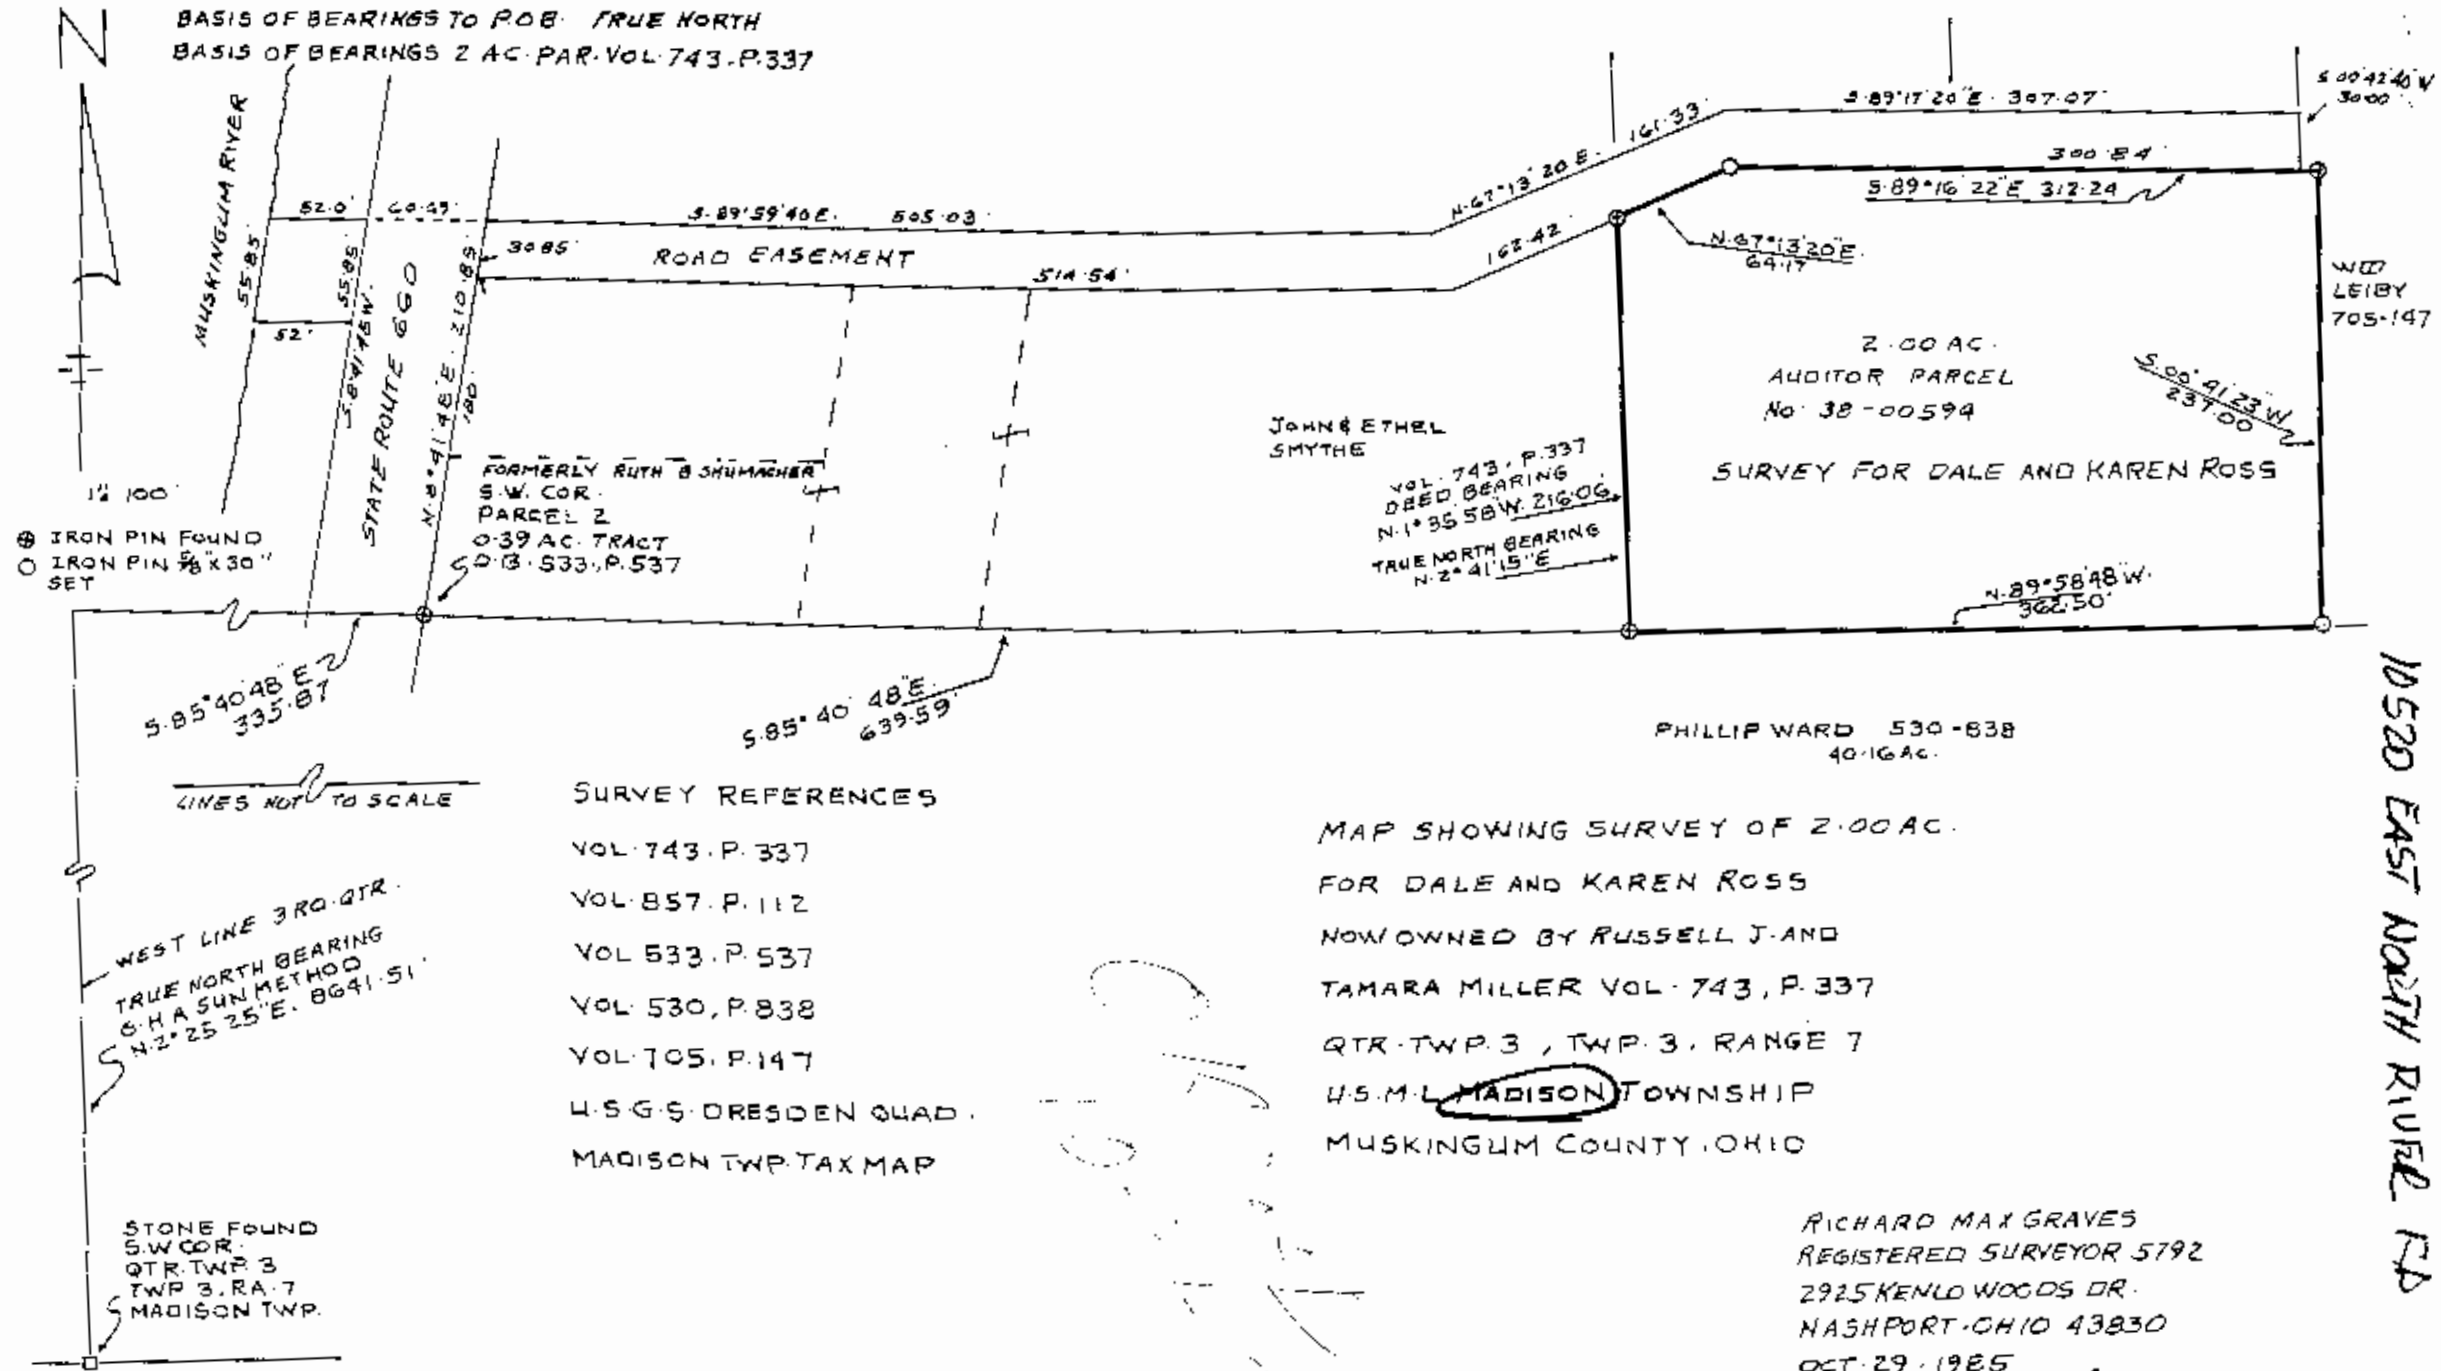 N
BASIS OF BEARINGS TO P.O.B. TRUE NORTH
BASIS OF BEARINGS 2 AC. PAR. VOL. 743, P. 337
MUSKINGUM RIVER
52.0'
55.85'
55.85'
52'
S. 8°41'48"W.
STATE ROUTE 660
N. 8°41'48"E. 210.85
180'
30.85'
S. 89°59'40E. 505.03'
ROAD EASEMENT
514.54'
N. 67°13'20 E. 161.33'
162.42'
S. 89°17'20"E. 307.07'
S 00°42'40"W
30.00'
300.84'
S. 89°16'22"E 312.24
N. 67°13'20"E.
64.17
LEIBY
705-147
2.00 AC.
AUDITOR PARCEL
No. 38-00594
S. 00°41'23"W
237.00
SURVEY FOR DALE AND KAREN ROSS
JOHN & ETHEL
SMYTHE
VOL. 743, P. 337
DEED BEARING
N. 1°35'58"W. 216.06'
TRUE NORTH BEARING
N. 2°41'15"E
N. 89°58'48"W.
362.50'
FORMERLY RUTH B SHUMACHER
S.W. COR.
PARCEL 2
0.39 AC. TRACT
D.B. 533, P. 537
1" 100'
IRON PIN FOUND
IRON PIN 5/8" X 30"
SET
S. 85°40'48"E
335.87
S. 85°40'48"E.
639.59'
PHILLIP WARD 530-838
40.16 AC.
LINES NOT TO SCALE
WEST LINE 3RD. QTR.
TRUE NORTH BEARING
G.H A SUN METHOD
N. 2°25'25"E. 8641.51'
SURVEY REFERENCES
VOL. 743, P. 337
VOL. 857, P. 112
VOL 533, P. 537
VOL. 530, P. 838
VOL. 705, P. 147
U.S.G.S. DRESDEN QUAD.
MADISON TWP. TAX MAP
MAP SHOWING SURVEY OF 2.00 AC.
FOR DALE AND KAREN ROSS
NOW OWNED BY RUSSELL J. AND
TAMARA MILLER VOL. 743, P. 337
QTR. TWP. 3, TWP. 3, RANGE 7
U.S.M.L MADISON TOWNSHIP
MUSKINGUM COUNTY, OHIO
STONE FOUND
S.W COR.
QTR. TWP. 3
TWP 3, RA. 7
MADISON TWP.
RICHARD MAX GRAVES
REGISTERED SURVEYOR 5792
2925 KENLO WOODS DR.
NASHPORT, OHIO 43830
OCT. 29, 1985
10520 EAST NORTH RIVER RD